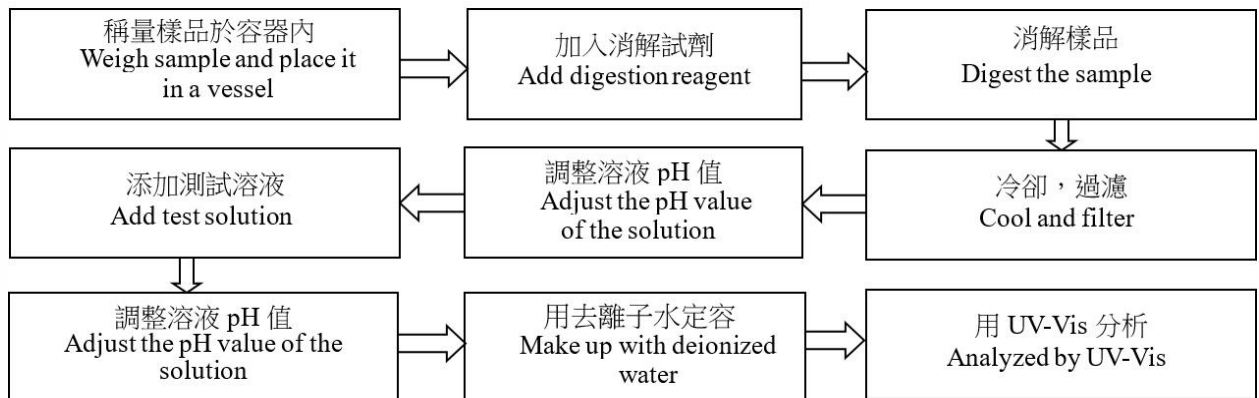 稱量樣品於容器內
Weigh sample and place it
in a vessel
加入消解試劑
Add digestion reagent
消解樣品
Digest the sample
冷卻，過濾
Cool and filter
調整溶液 pH 值
Adjust the pH value
of the solution
添加測試溶液
Add test solution
調整溶液 pH 值
Adjust the pH value of the
solution
用去離子水定容
Make up with deionized
water
用 UV-Vis 分析
Analyzed by UV-Vis